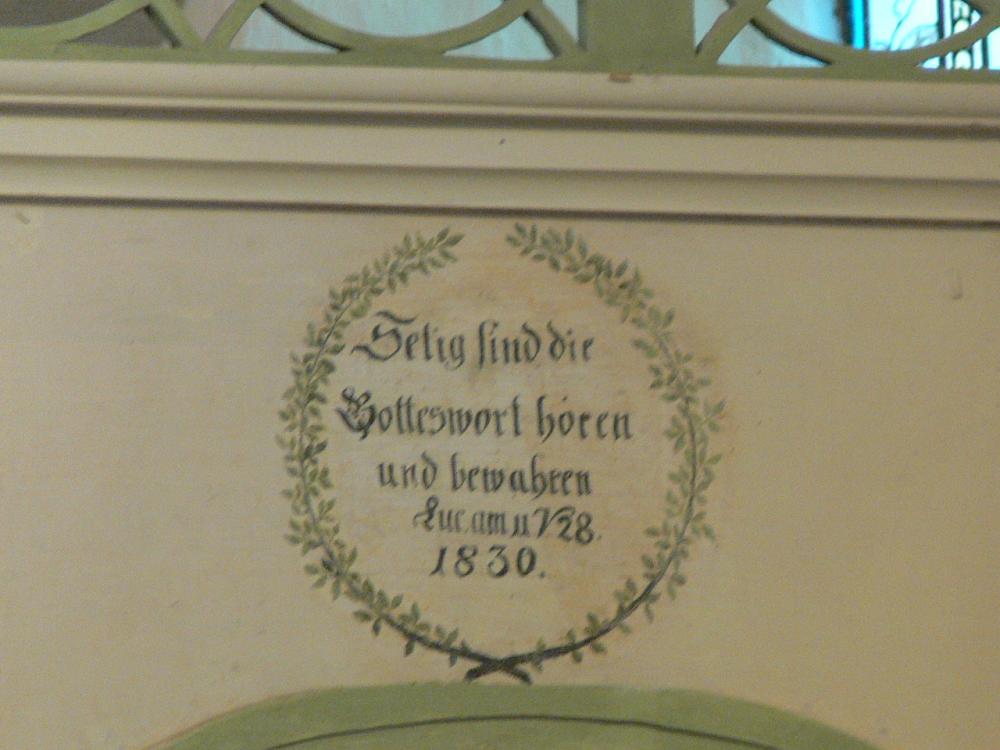 Selig sind die
Gotteswort hören
und bewahren
Luc. am 11 V 28.
1830.